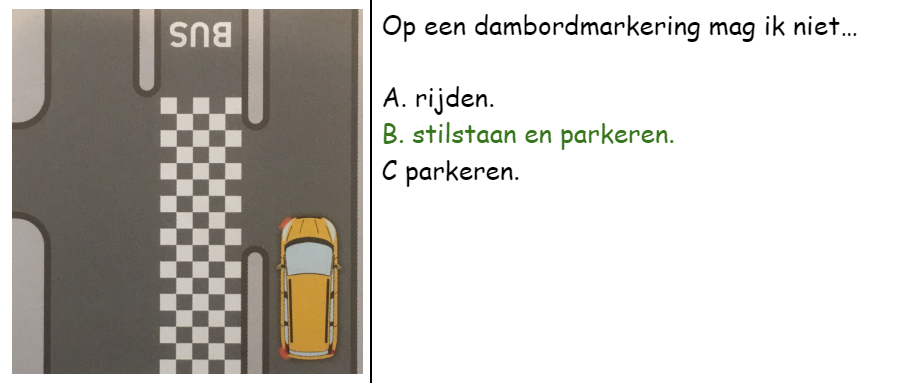 BUS
Op een dambordmarkering mag ik niet...
A. rijden.
B. stilstaan en parkeren.
C parkeren.